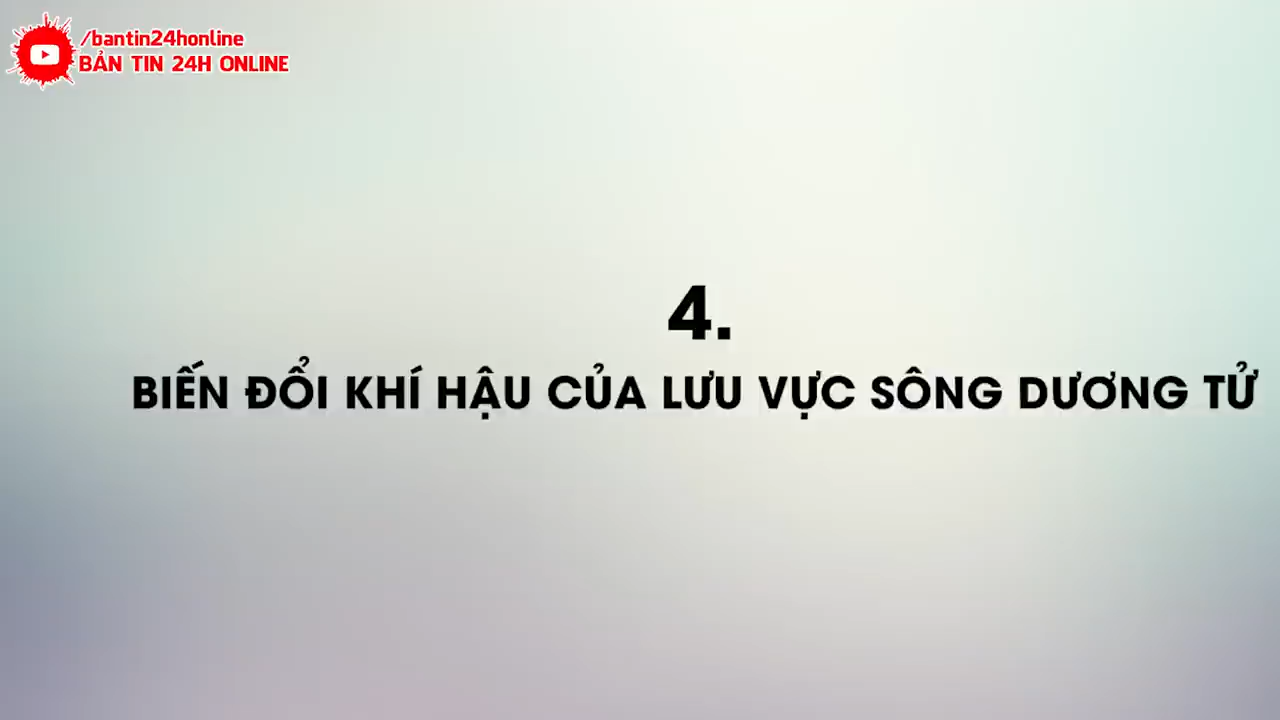 /bantin24honline
BẢN TIN 24H ONLINE
4.
BIẾN ĐỔI KHÍ HẬU CỦA LƯU VỰC SÔNG DƯƠNG TỬ